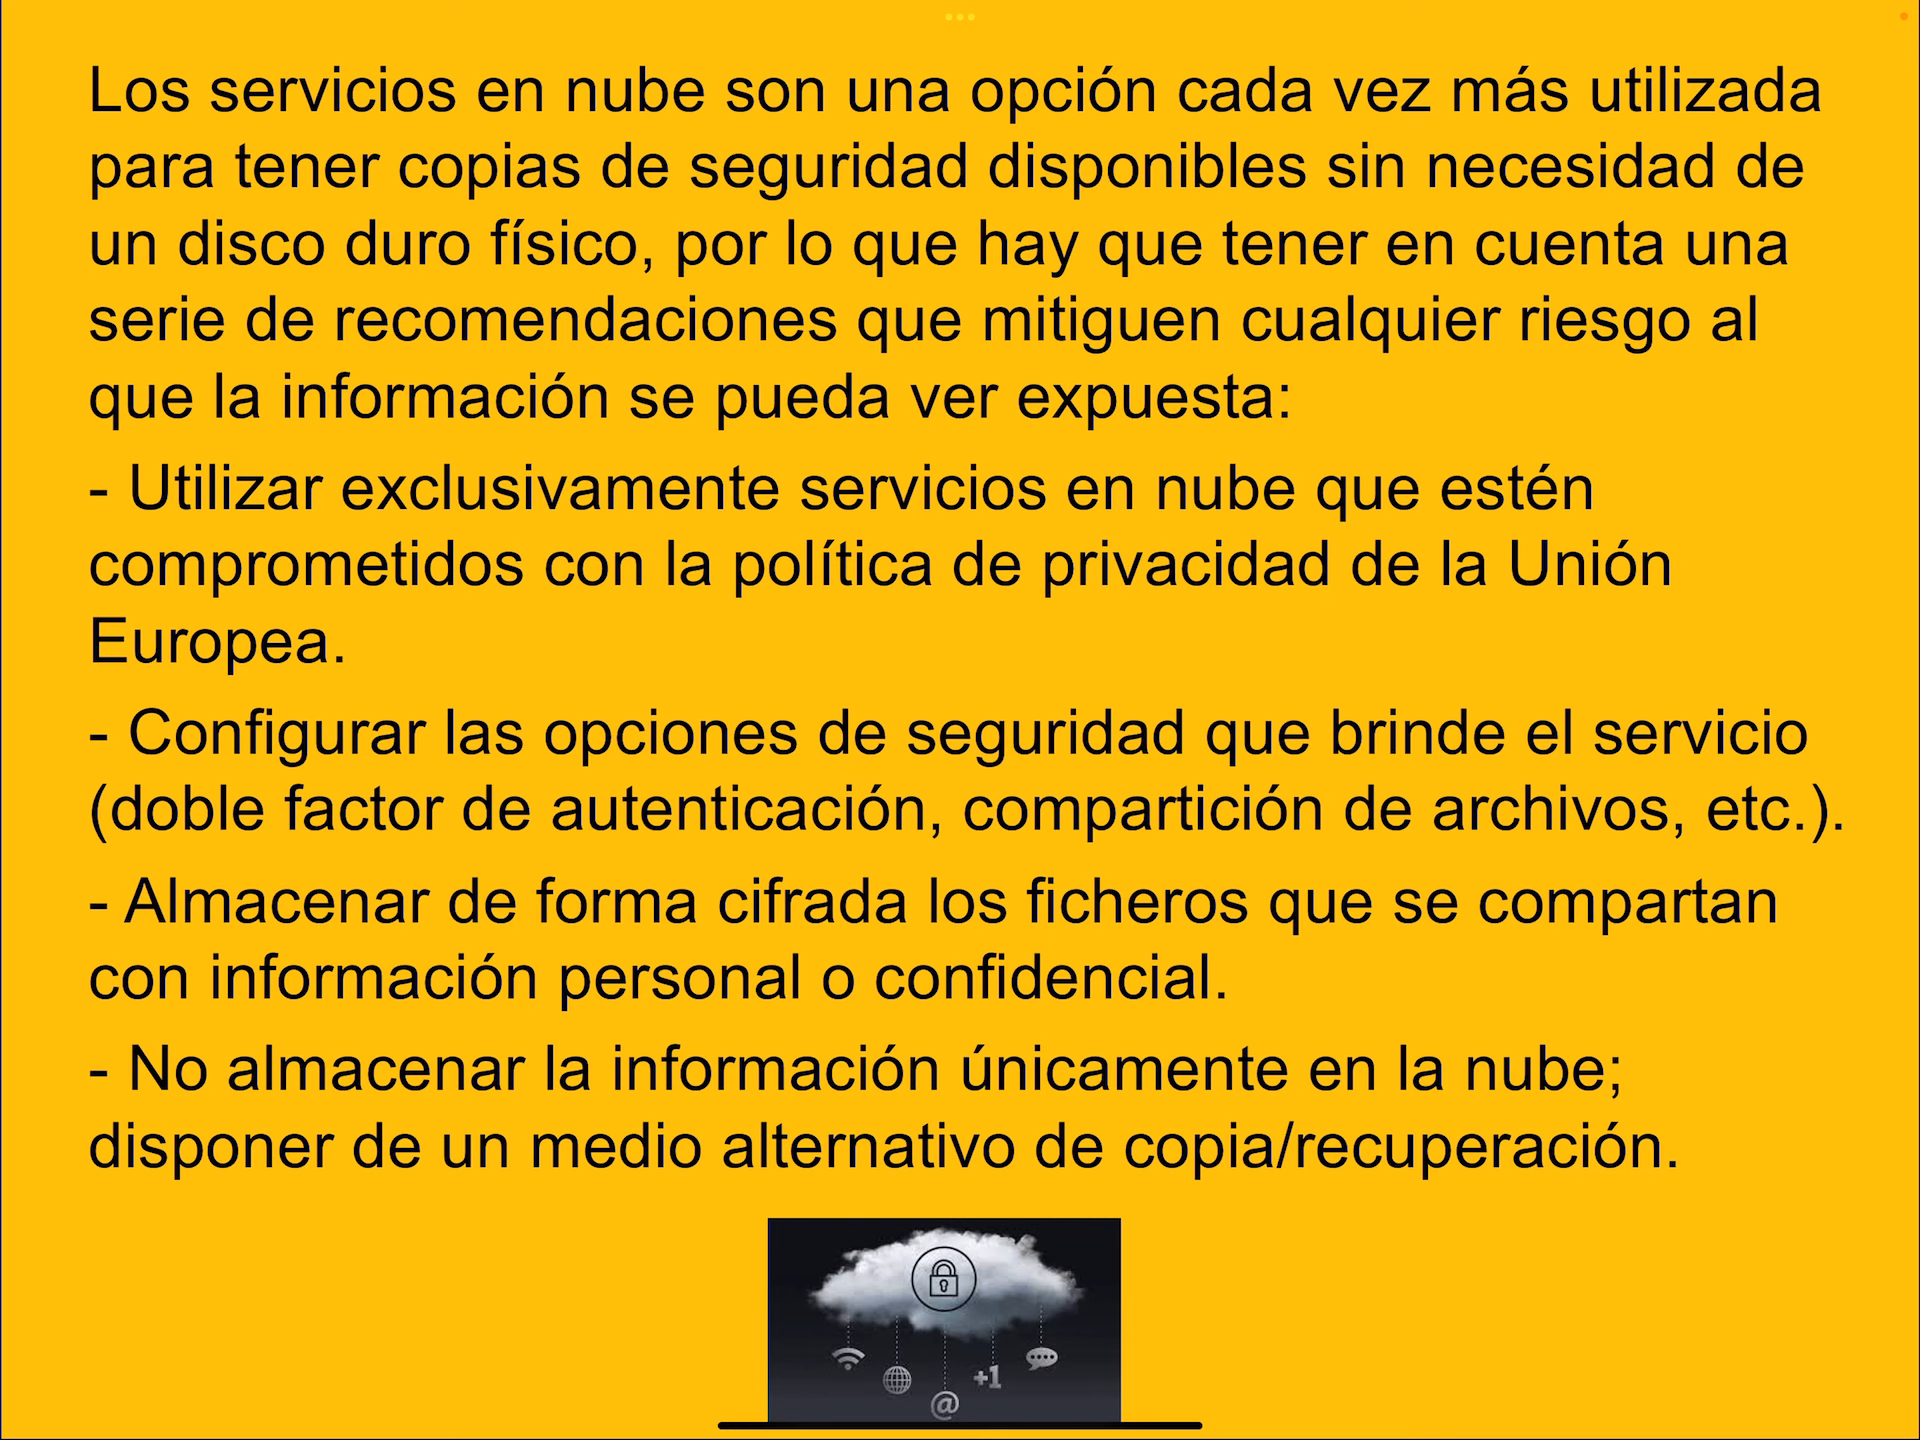 Los servicios en nube son una opción cada vez más utilizada
para tener copias de seguridad disponibles sin necesidad de
un disco duro físico, por lo que hay que tener en cuenta una
serie de recomendaciones que mitiguen cualquier riesgo al
que la información se pueda ver expuesta:
- Utilizar exclusivamente servicios en nube que estén
comprometidos con la política de privacidad de la Unión
Europea.
- Configurar las opciones de seguridad que brinde el servicio
(doble factor de autenticación, compartición de archivos, etc.).
- Almacenar de forma cifrada los ficheros que se compartan
con información personal o confidencial.
- No almacenar la información únicamente en la nube;
disponer de un medio alternativo de copia/recuperación.
+1
@